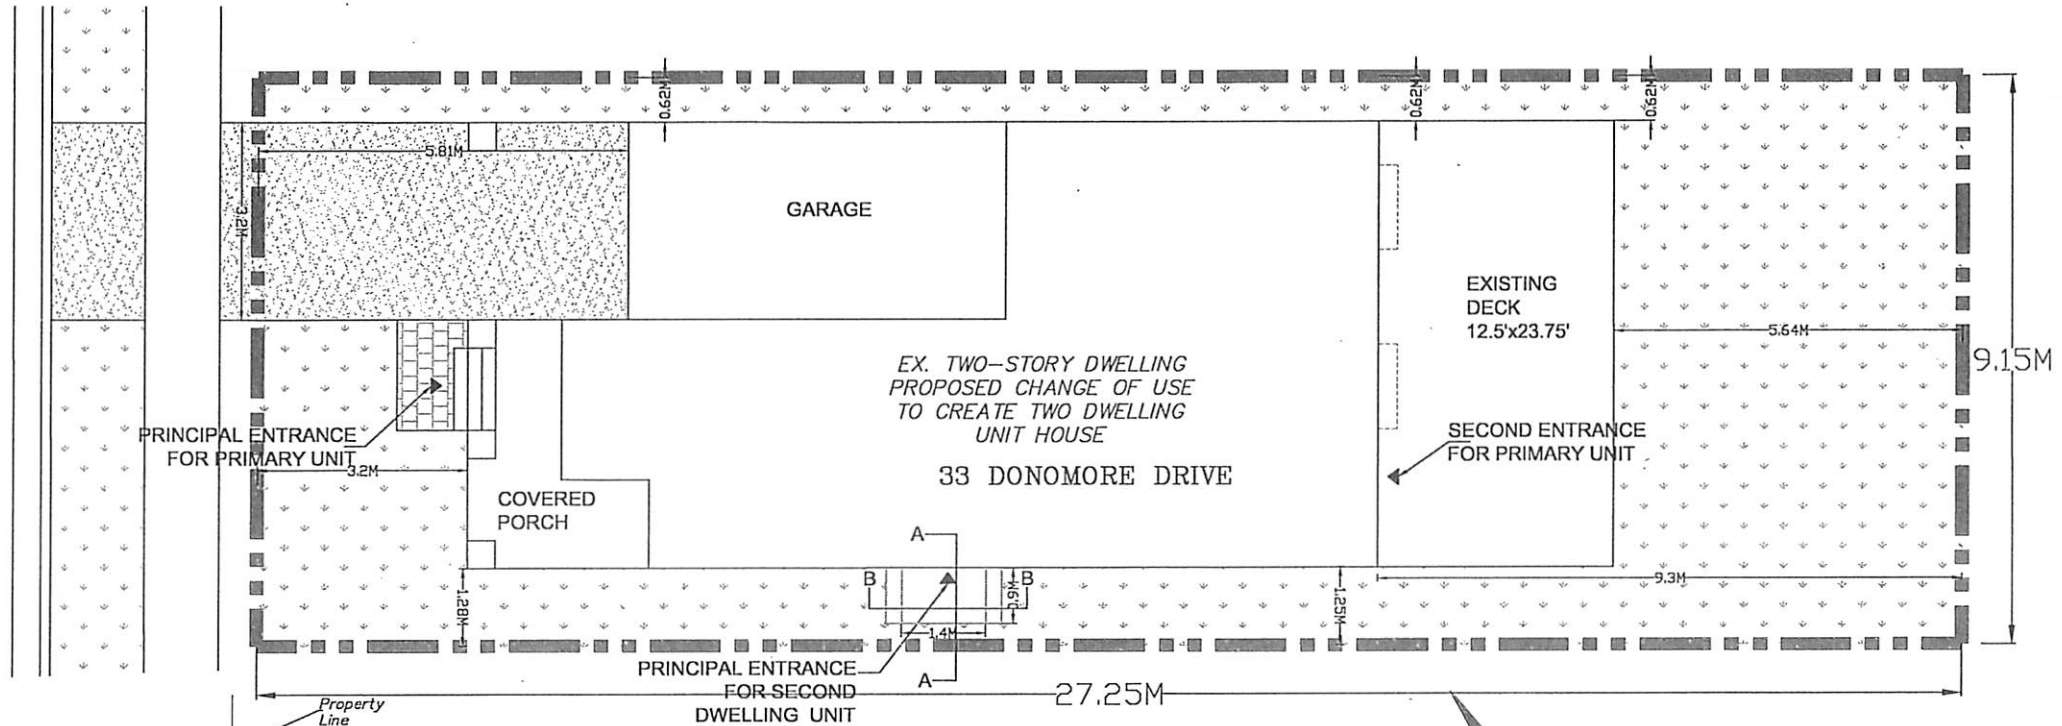 0.62M
0.62M
0.62M
5.81M
3.2M
GARAGE
EXISTING
DECK
12.5'x23.75'
5.64M
9.15M
EX. TWO-STORY DWELLING
PROPOSED CHANGE OF USE
TO CREATE TWO DWELLING
UNIT HOUSE
33 DONOMORE DRIVE
PRINCIPAL ENTRANCE
FOR PRIMARY UNIT
3.2M
SECOND ENTRANCE
FOR PRIMARY UNIT
COVERED
PORCH
A
B
B
0.9M
9.3M
1.28M
1.25M
1.4M
PRINCIPAL ENTRANCE
FOR SECOND
DWELLING UNIT
A
27.25M
Property
Line